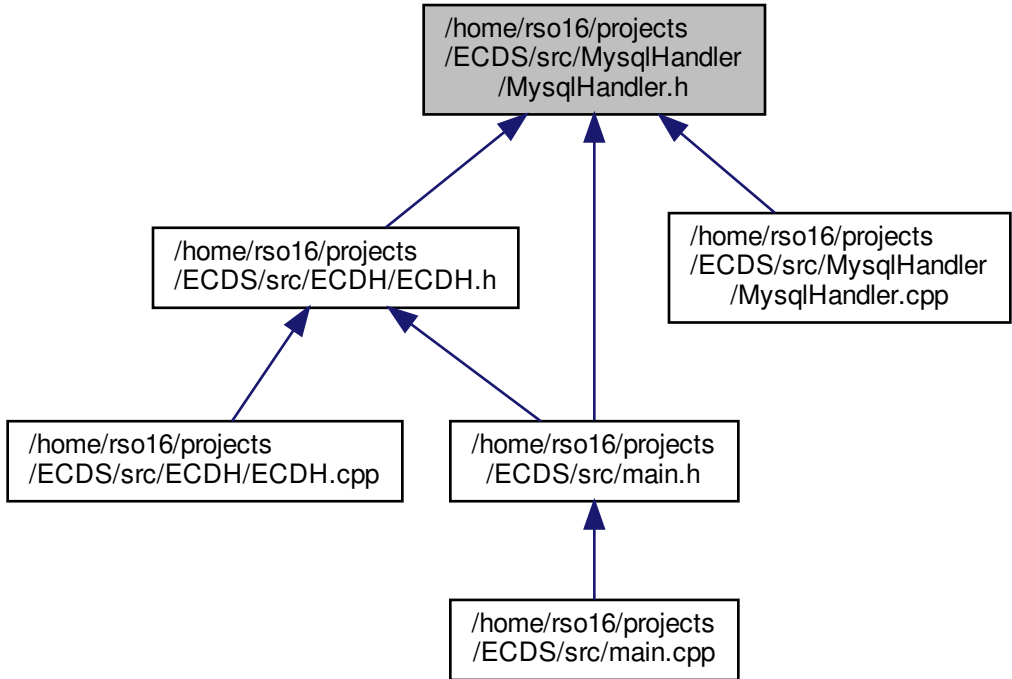 /home/rso16/projects
/ECDS/src/MysqlHandler
/MysqlHandler.h
/home/rso16/projects
/ECDS/src/ECDH/ECDH.h
/home/rso16/projects
/ECDS/src/MysqlHandler
/MysqlHandler.cpp
/home/rso16/projects
/ECDS/src/ECDH/ECDH.cpp
/home/rso16/projects
/ECDS/src/main.h
/home/rso16/projects
/ECDS/src/main.cpp